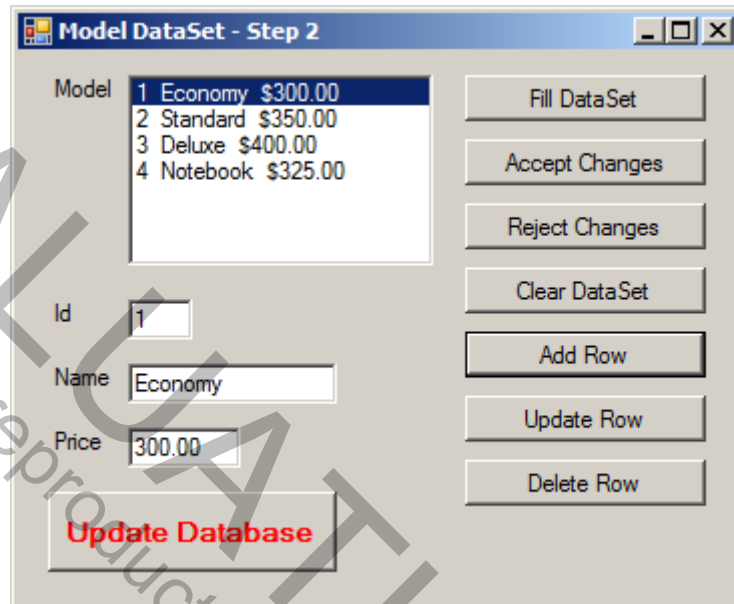 Model DataSet - Step 2
Model
1 Economy $300.00
2 Standard $350.00
3 Deluxe $400.00
4 Notebook $325.00
Id
1
Name
Economy
Price
300.00
Update Database
Fill DataSet
Accept Changes
Reject Changes
Clear DataSet
Add Row
Update Row
Delete Row